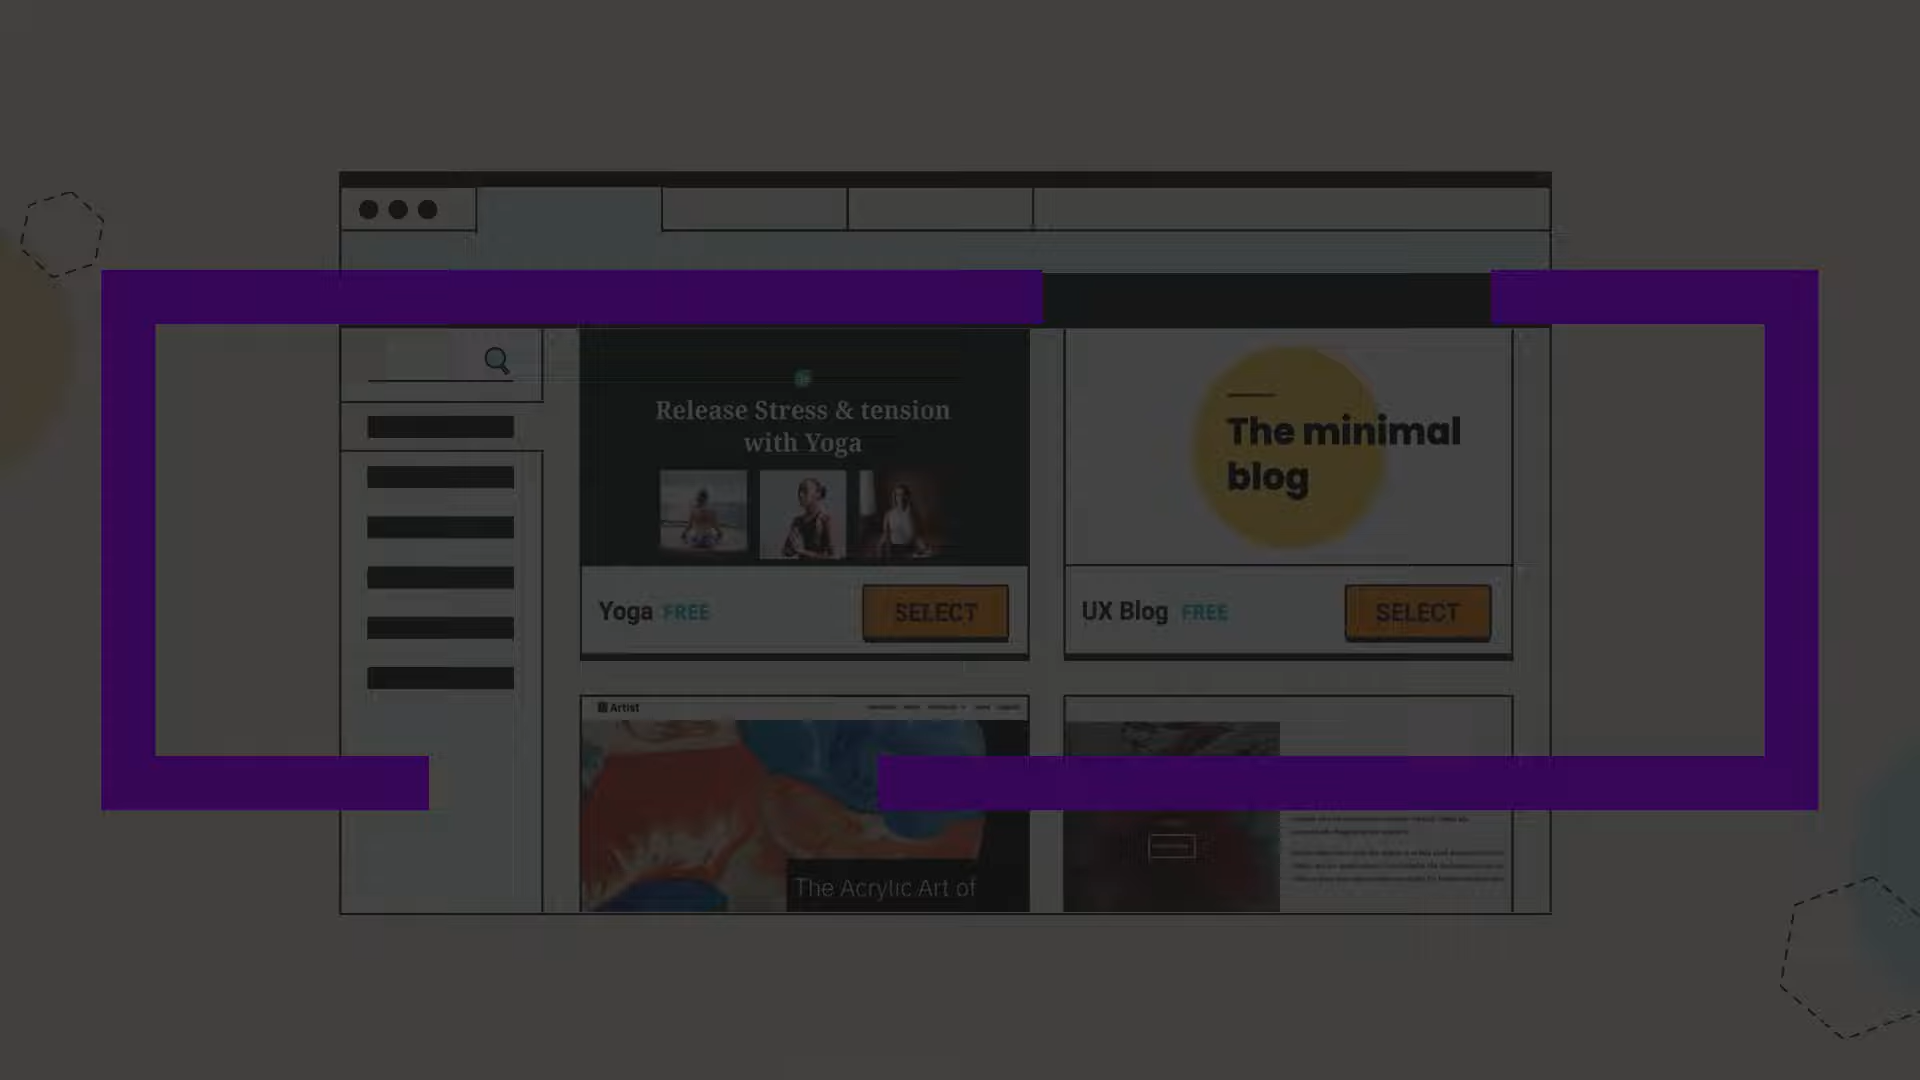 Release Stress & tension
with Yoga
The minimal
blog
Yoga FREE
SELECT
UX Blog FREE
SELECT
Artist
The Acrylic Art of